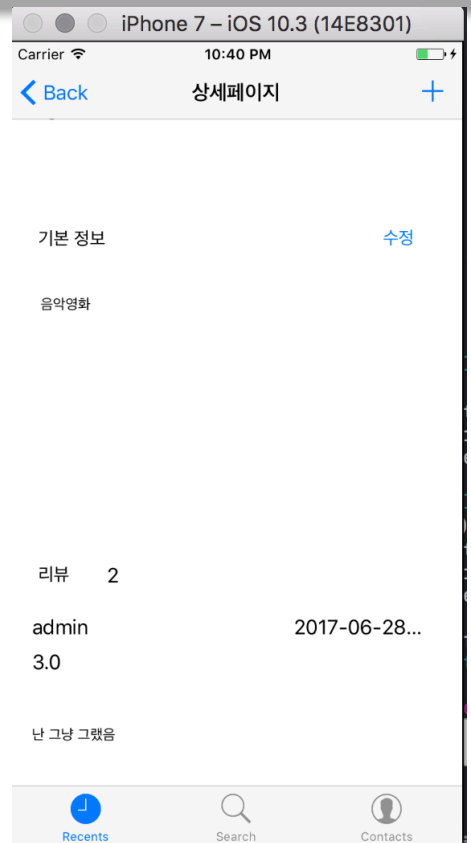 iPhone 7 – iOS 10.3 (14E8301)
Carrier 10:40 PM
Back 상세페이지 +
기본 정보 수정
음악영화
리뷰 2
admin 2017-06-28...
3.0
난 그냥 그랬음
Recents Search Contacts